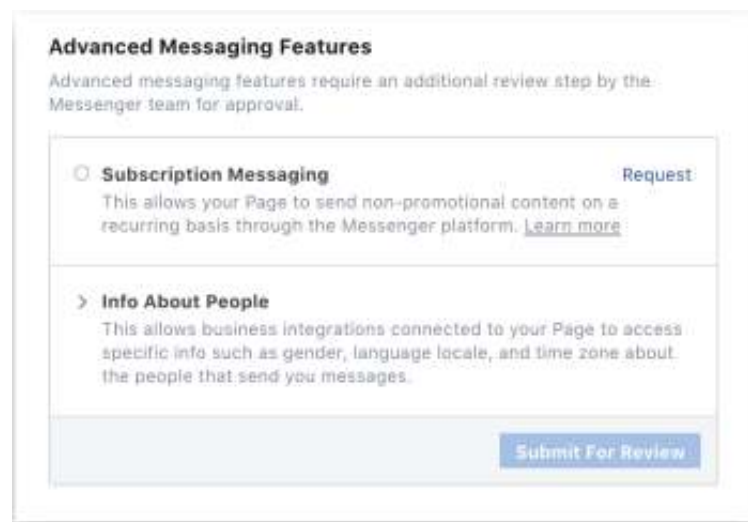 Advanced Messaging Features
Advanced messaging features require an additional review step by the
Messenger team for approval.
Subscription Messaging
Request
This allows your Page to send non-promotional content on a
recurring basis through the Messenger platform. Learn more
Info About People
This allows business integrations connected to your Page to access
specific info such as gender, language locale, and time zone about
the people that send you messages.
Submit For Review